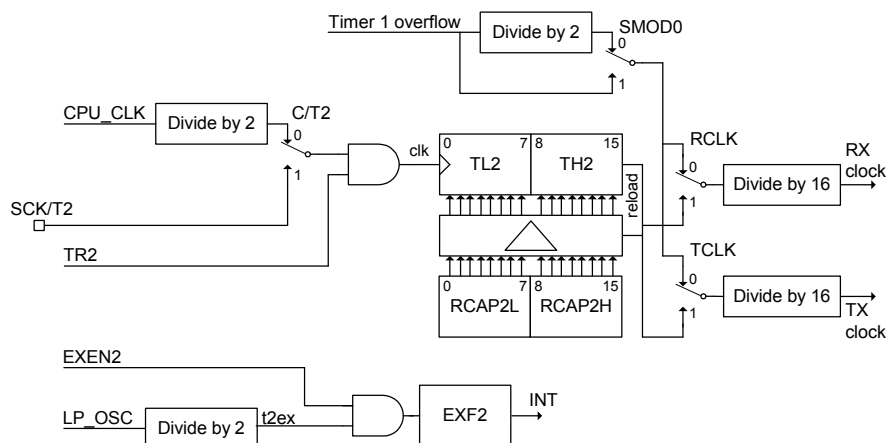 Timer 1 overflow
Divide by 2
SMOD0
0
1
CPU_CLK
Divide by 2
C/T2
0
1
clk
0 7 8 15
TL2 TH2
reload
RCLK
0
1
Divide by 16
RX
clock
SCK/T2
TR2
TCLK
0
1
Divide by 16
TX
clock
0 7 8 15
RCAP2L RCAP2H
EXEN2
LP_OSC
Divide by 2
t2ex
EXF2
INT